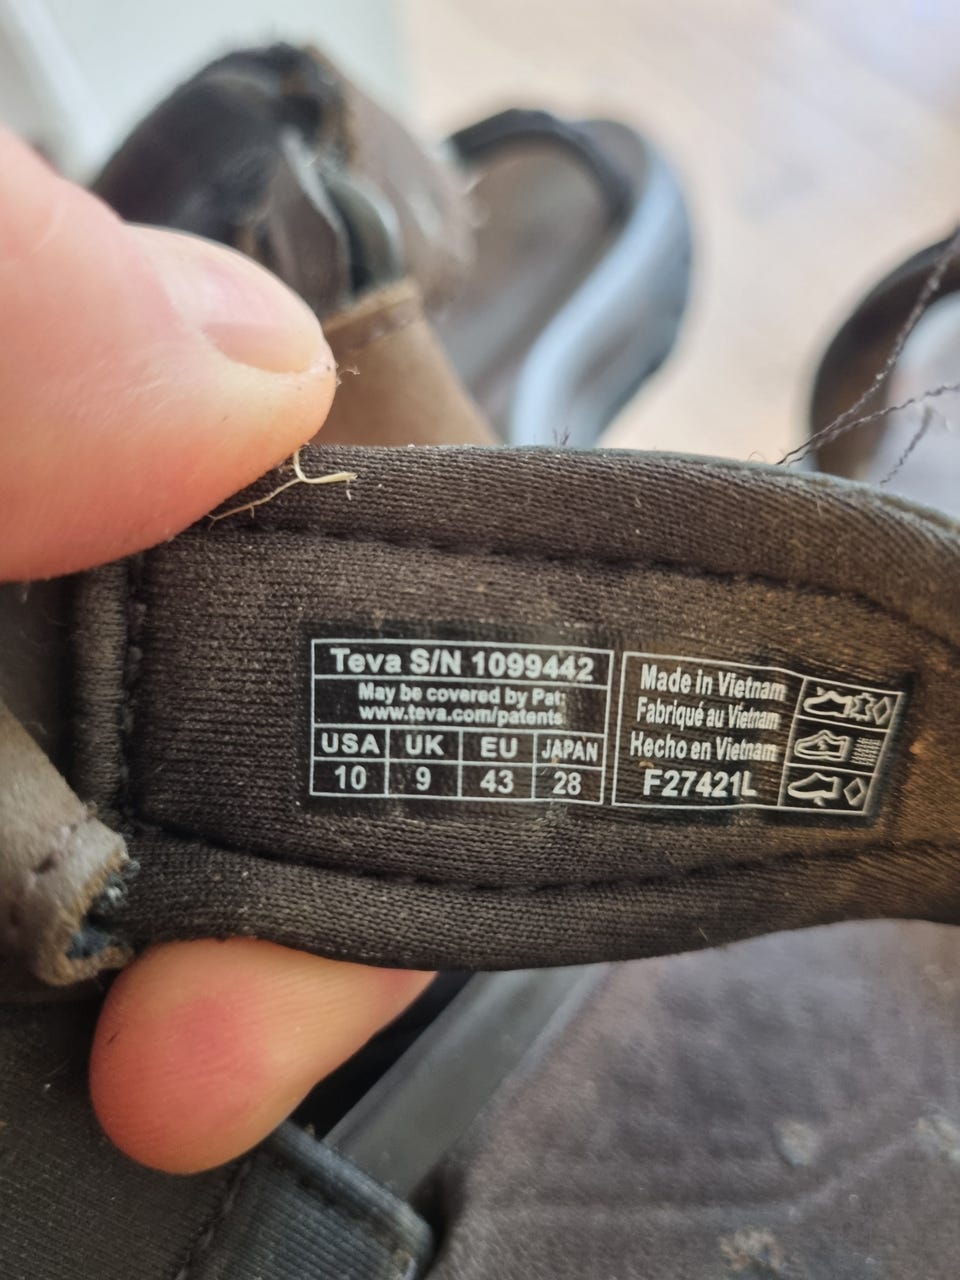 Teva S/N 1099442
May be covered by Pat:
www.teva.com/patents
USA UK EU JAPAN
10 9 43 28
Made in Vietnam
Fabriqué au Vietnam
Hecho en Vietnam
F27421L